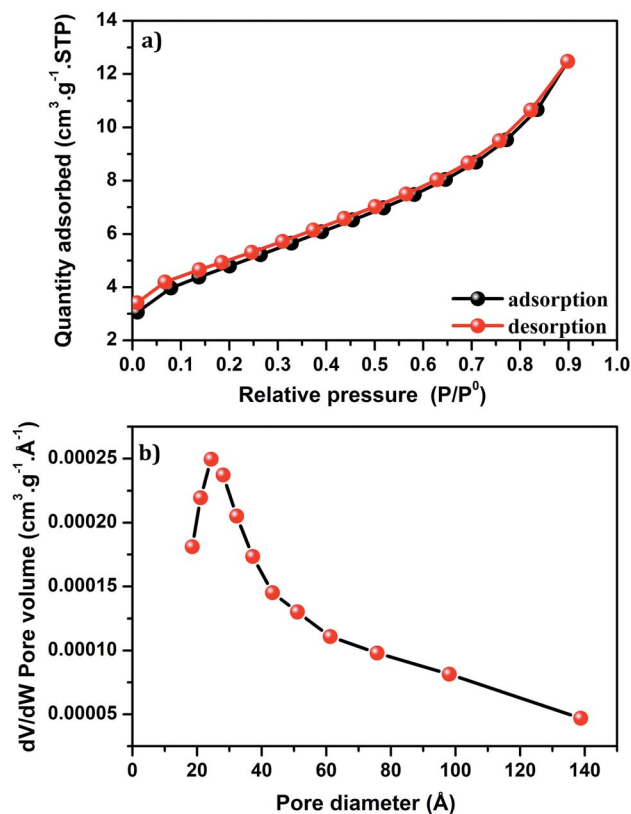 a)
14
12
10
8
6
4
2
Quantity adsorbed (cm³.g⁻¹.STP)
adsorption
desorption
0.0 0.1 0.2 0.3 0.4 0.5 0.6 0.7 0.8 0.9 1.0
Relative pressure (P/P⁰)
b)
0.00025
0.00020
0.00015
0.00010
0.00005
dV/dW Pore volume (cm³.g⁻¹.Å⁻¹)
0 20 40 60 80 100 120 140
Pore diameter (Å)